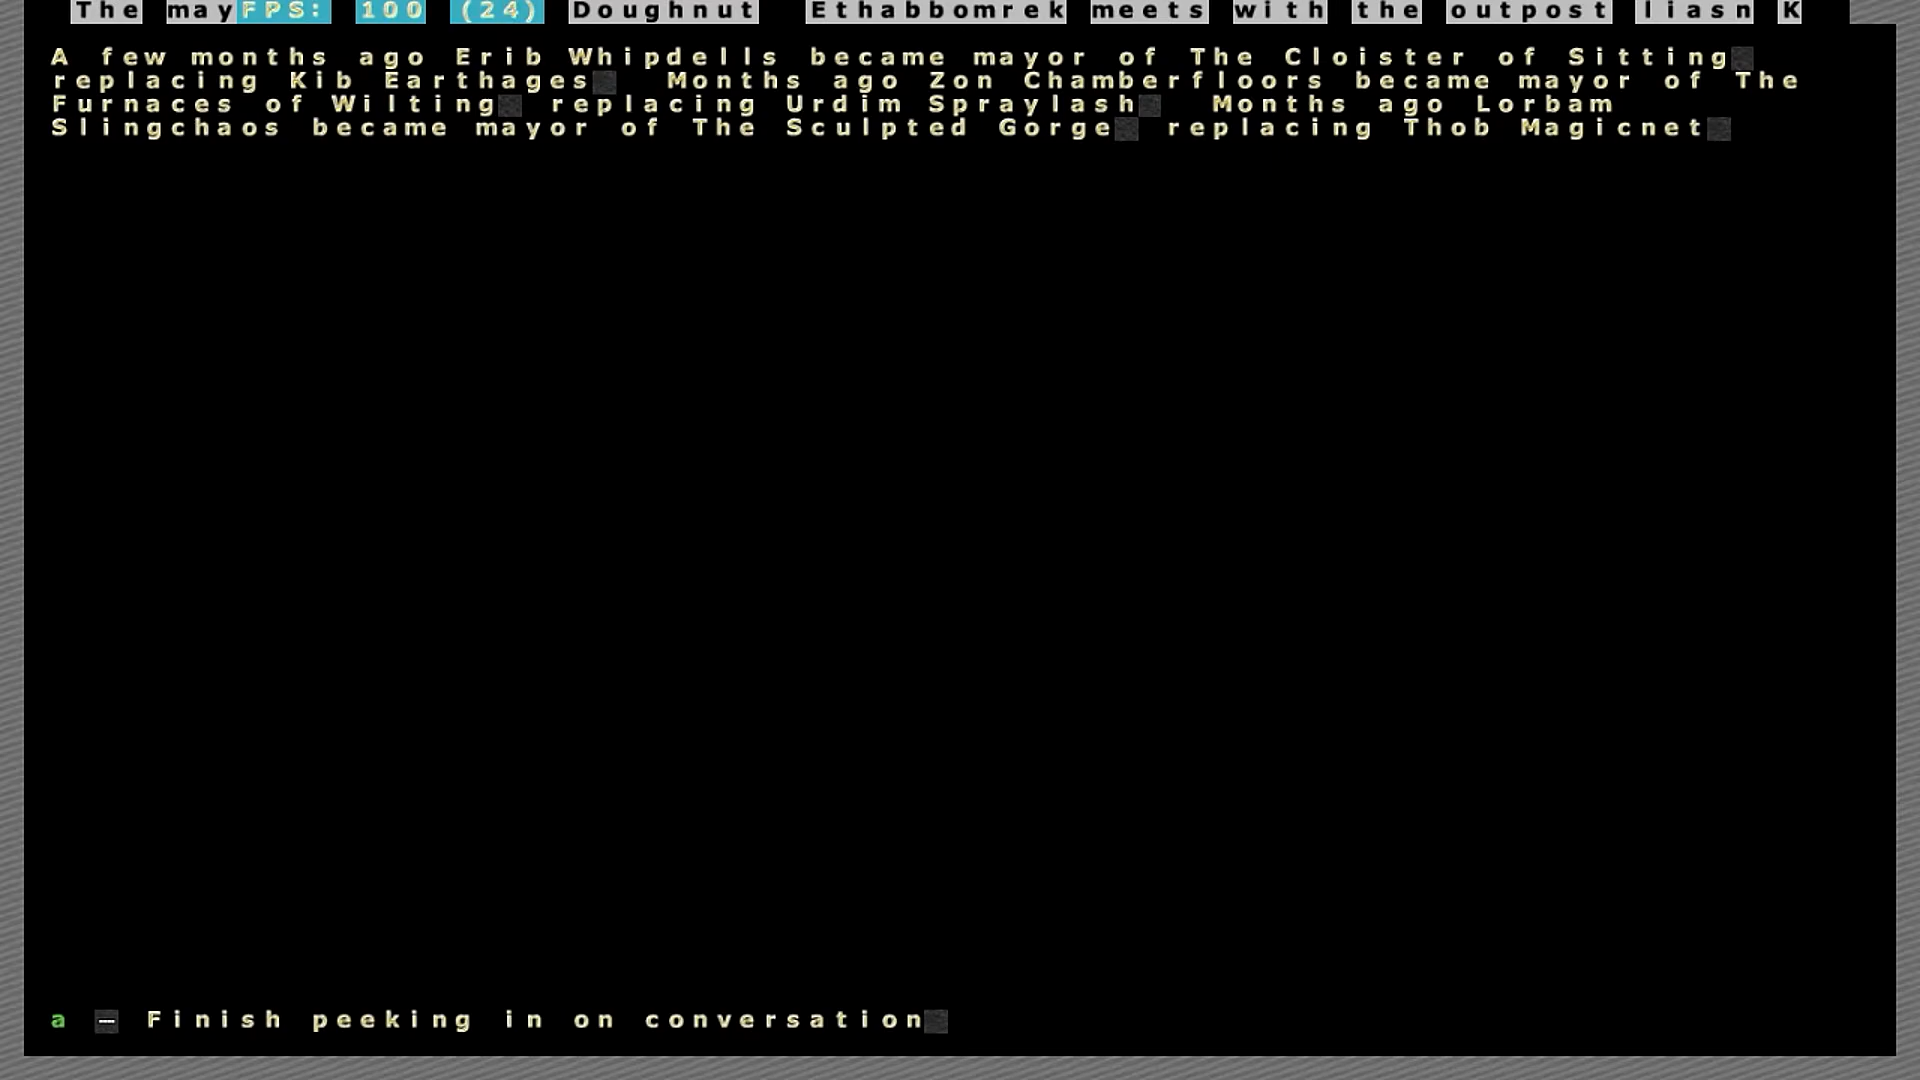 The mayFPS: 100 (24) Doughnut Ethabbomrek meets with the outpost liasn K
A few months ago Erib Whipdells became mayor of The Cloister of Sitting
replacing Kib Earthages Months ago Zon Chamberfloors became mayor of The
Furnaces of Wilting replacing Urdim Spraylash Months ago Lorbam
Slingchaos became mayor of The Sculpted Gorge replacing Thob Magicnet
a - Finish peeking in on conversation